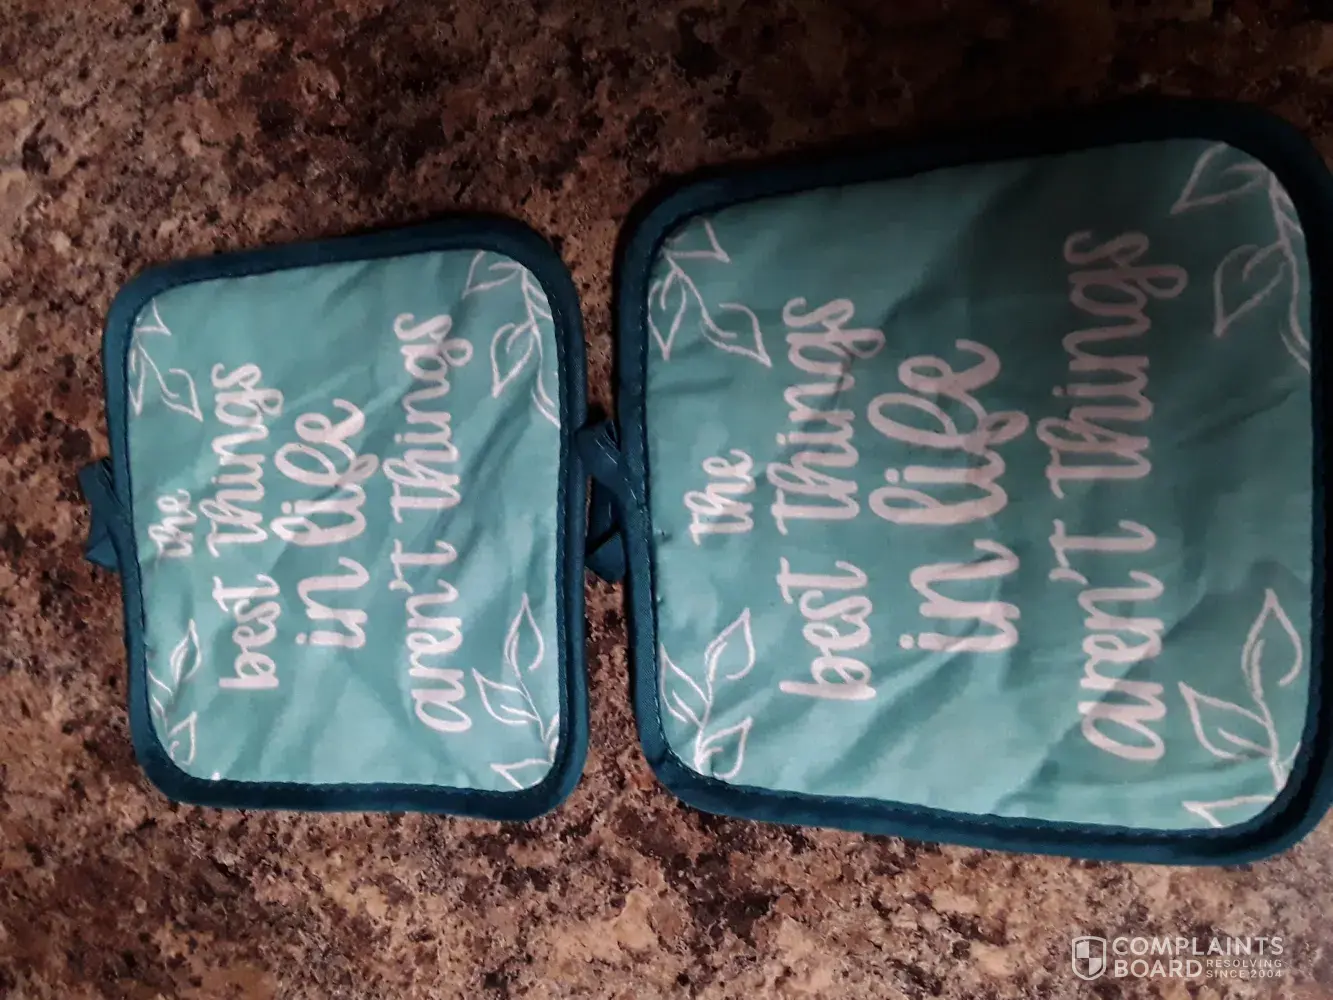 the
best things
in life
aren't things
the
best things
in life
aren't things
COMPLAINTS
BOARD RESOLVING
SINCE 2004